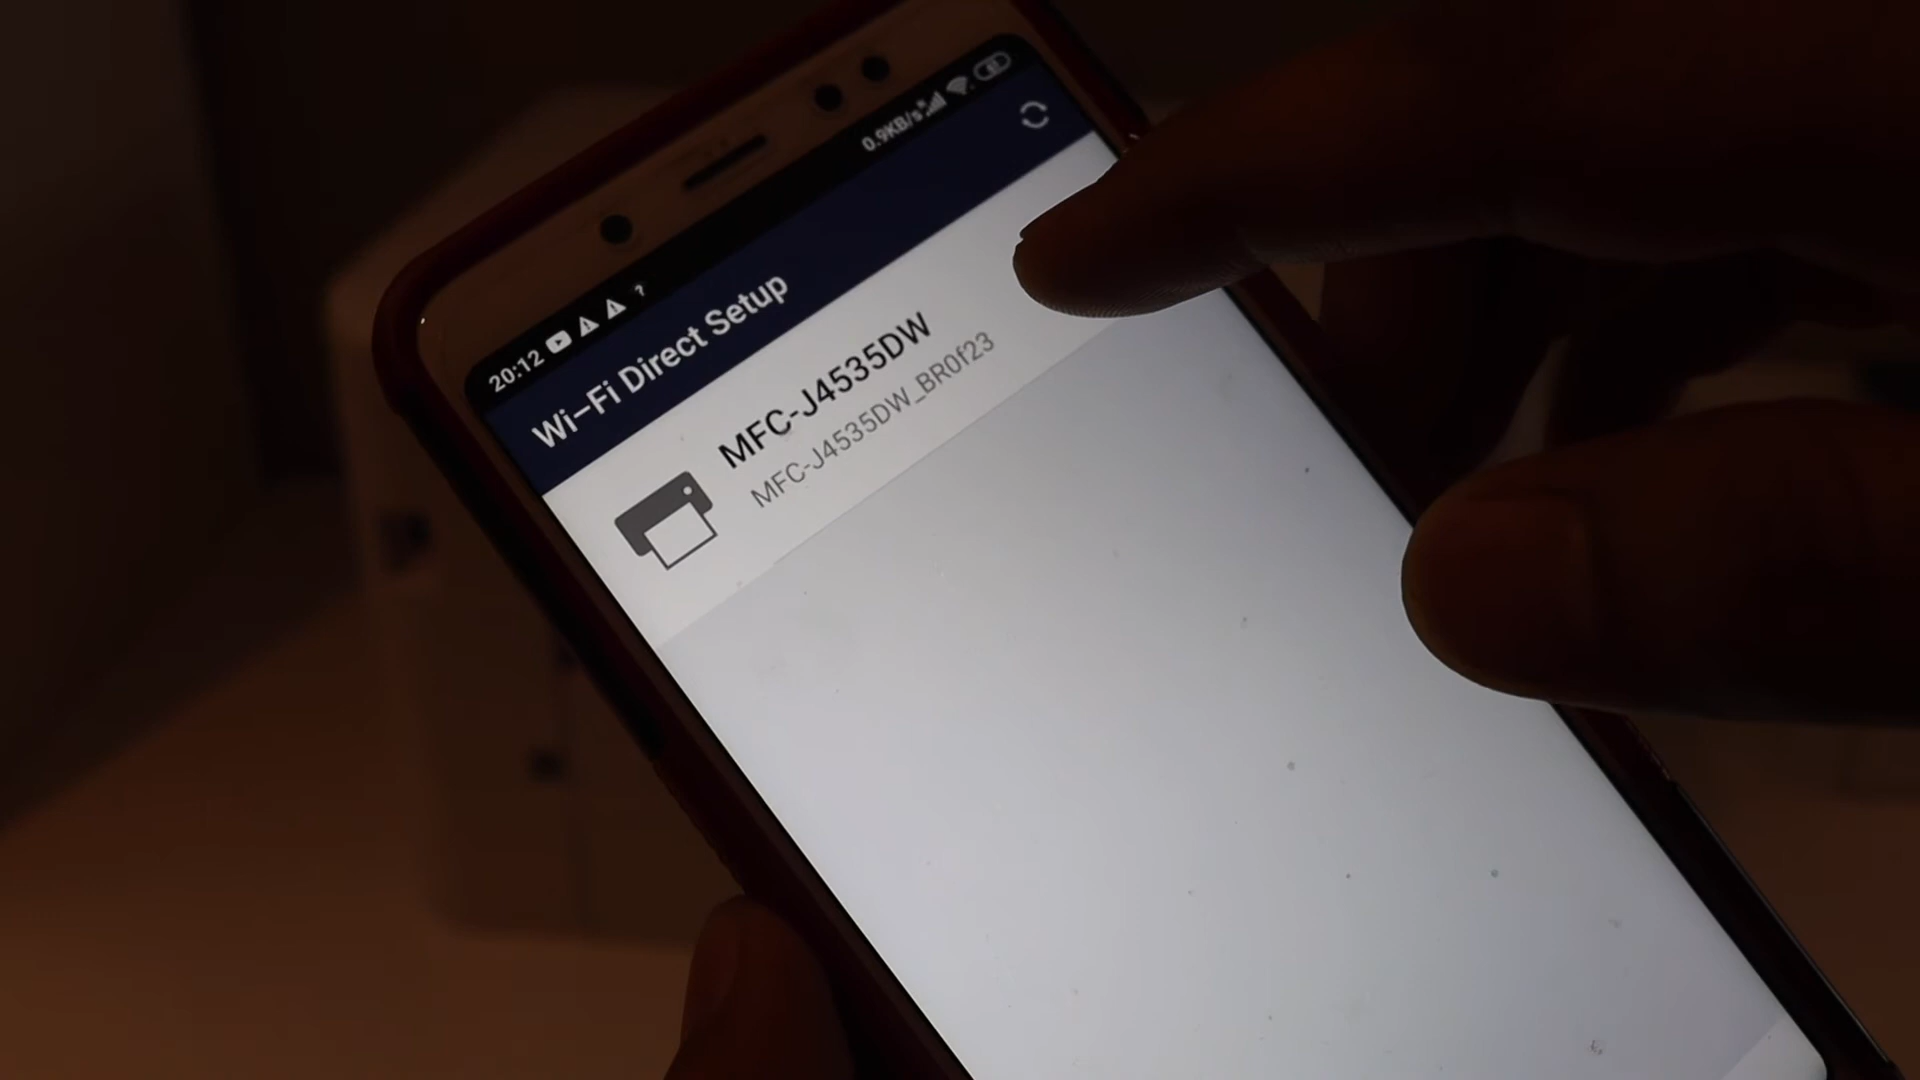 20:12 ?
0.9KB/s
Wi-Fi Direct Setup
MFC-J4535DW
MFC-J4535DW_BR0f23